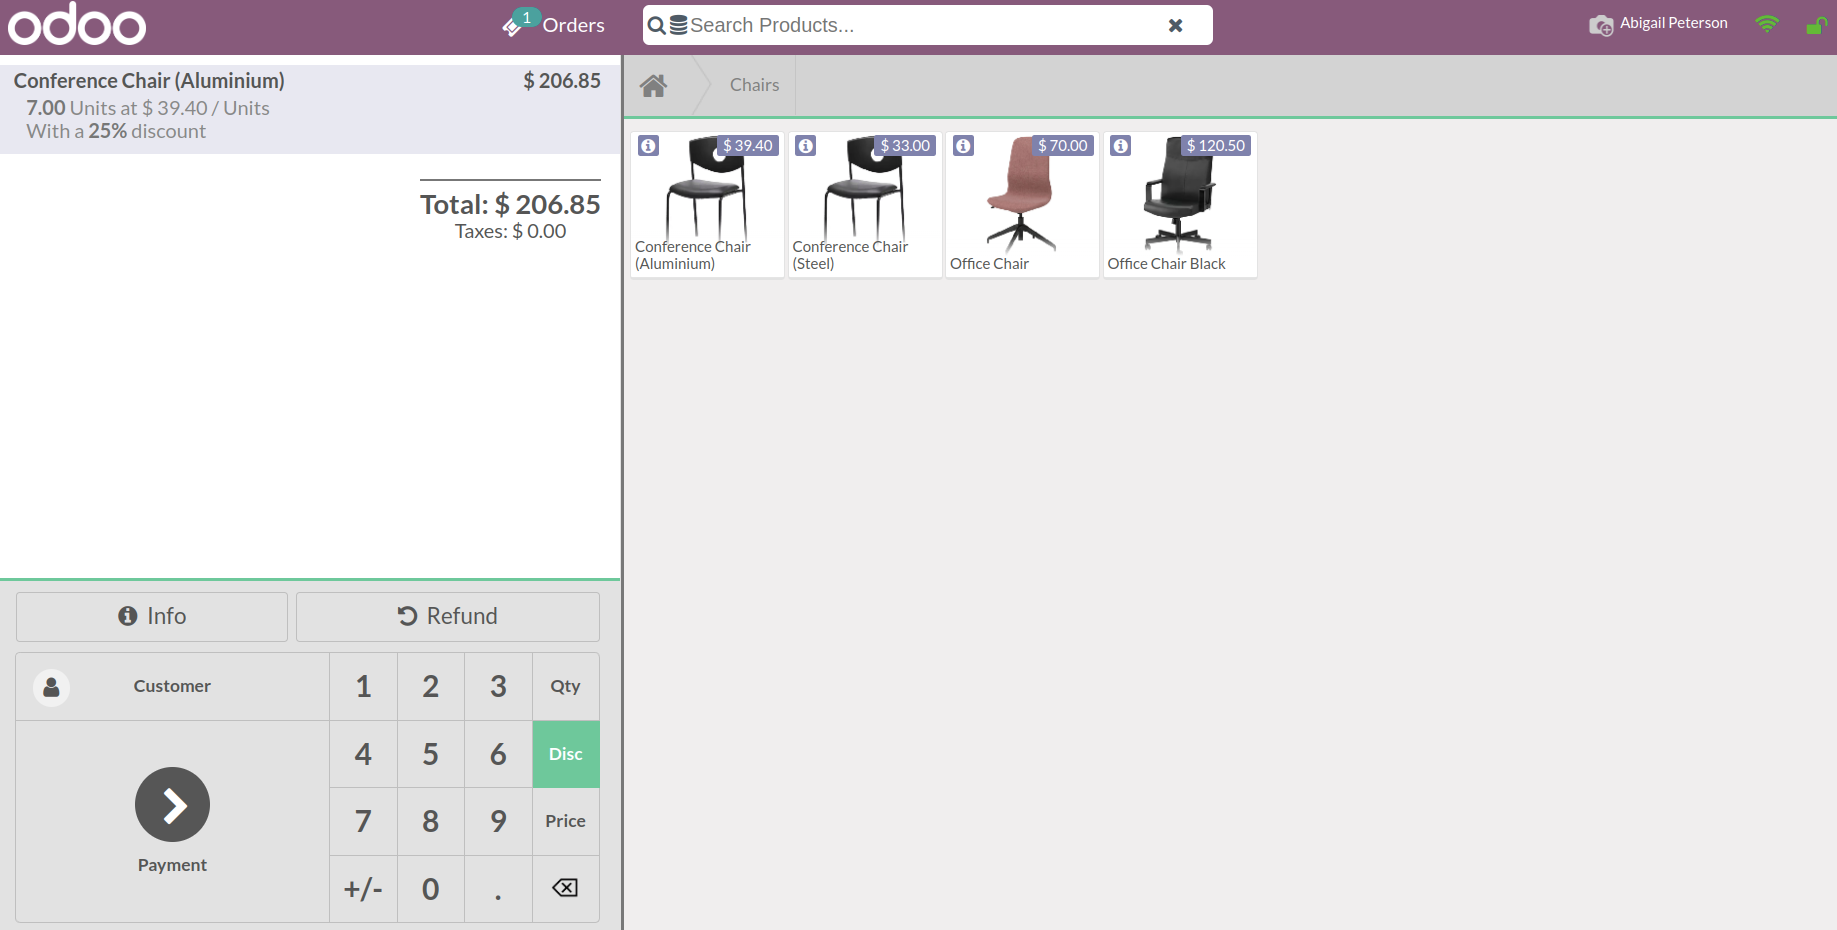 odoo
1
Orders
Search Products...
Abigail Peterson
Conference Chair (Aluminium) $ 206.85
7.00 Units at $ 39.40 / Units
With a 25% discount
Total: $ 206.85
Taxes: $ 0.00
Chairs
$ 39.40
Conference Chair
(Aluminium)
$ 33.00
Conference Chair
(Steel)
$ 70.00
Office Chair
$ 120.50
Office Chair Black
Info
Refund
Customer
Payment
1 2 3 Qty
4 5 6 Disc
7 8 9 Price
+/- 0 .